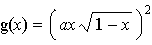 g(x) = (ax√(1 − x))²